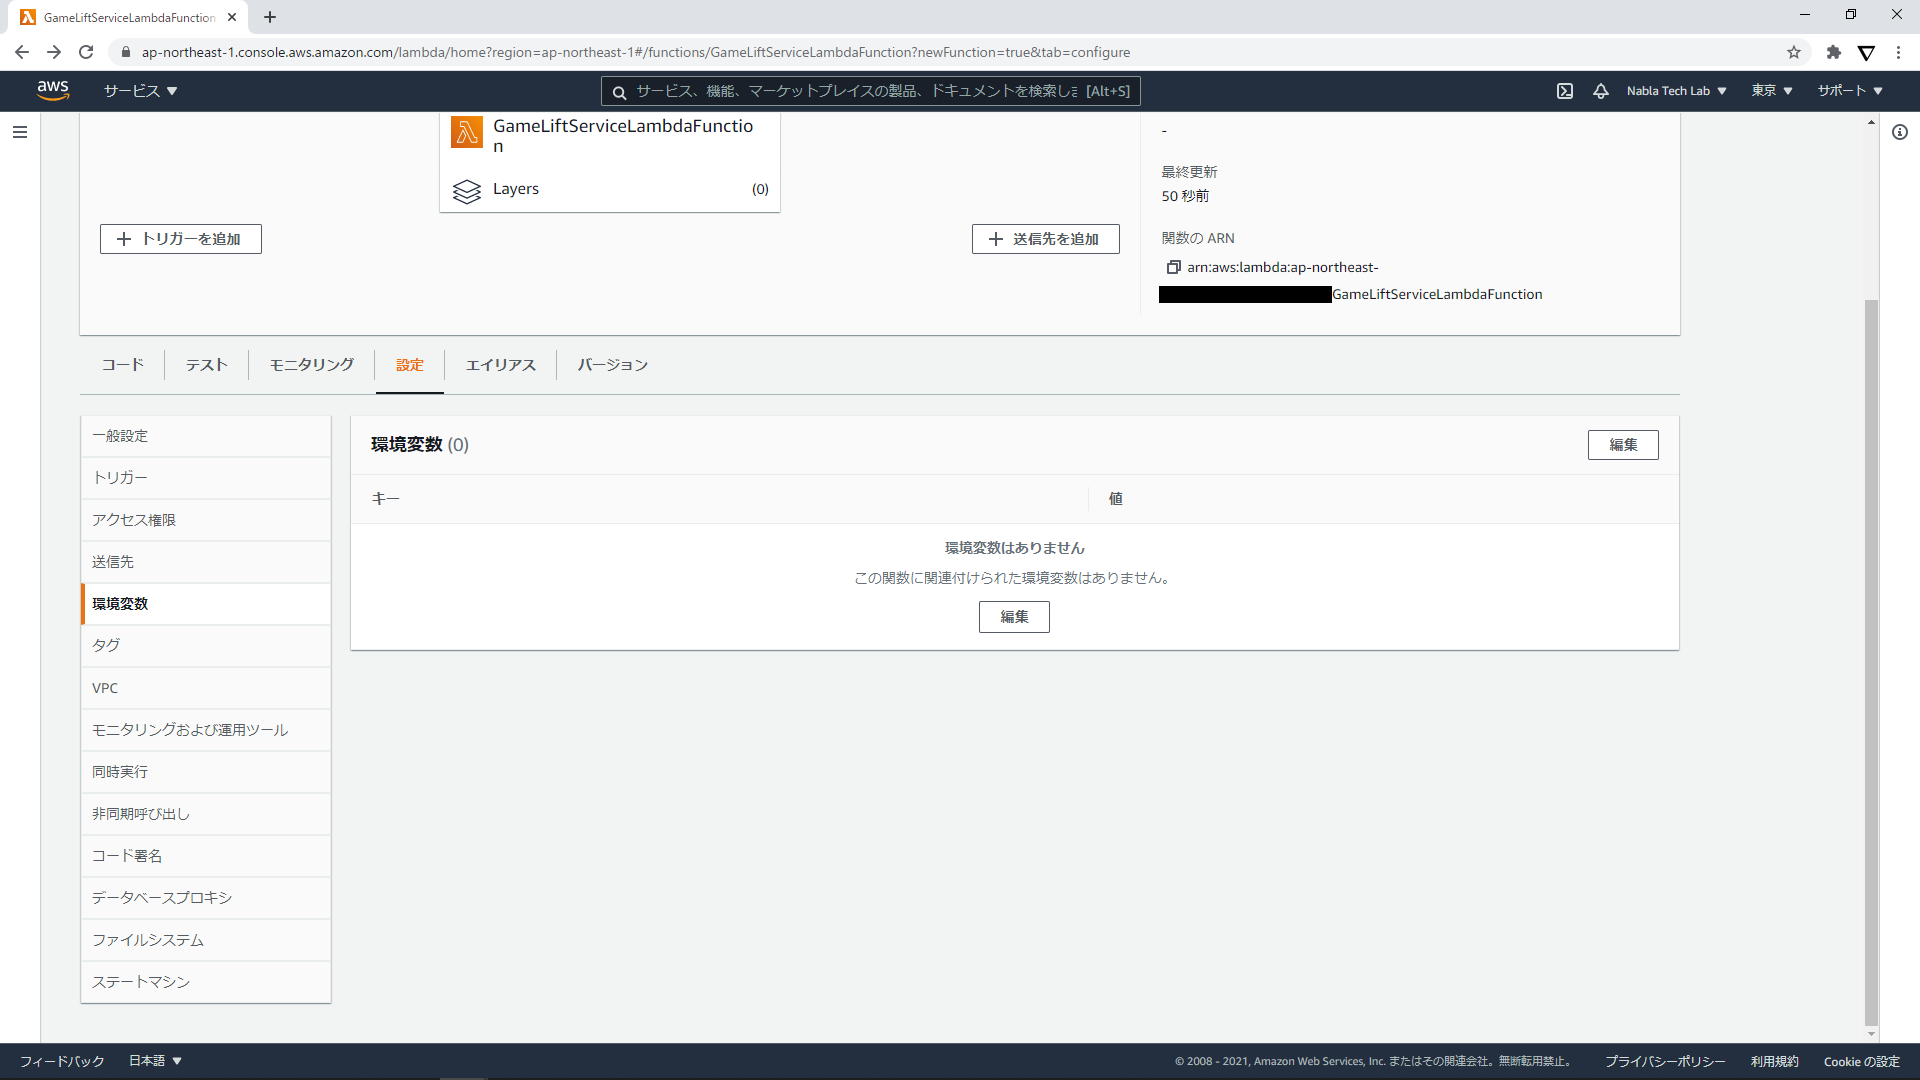 GameLiftServiceLambdaFunction
ap-northeast-1.console.aws.amazon.com/lambda/home?region=ap-northeast-1#/functions/GameLiftServiceLambdaFunction?newFunction=true&tab=configure
aws
サービス ▼
サービス、機能、マーケットプレイスの製品、ドキュメントを検索しま [Alt+S]
Nabla Tech Lab ▼
東京 ▼
サポート ▼
GameLiftServiceLambdaFunctio
n
Layers
(0)
+ トリガーを追加
+ 送信先を追加
-
最終更新
50 秒前
関数の ARN
arn:aws:lambda:ap-northeast-
GameLiftServiceLambdaFunction
コード
テスト
モニタリング
設定
エイリアス
バージョン
一般設定
トリガー
アクセス権限
送信先
環境変数
タグ
VPC
モニタリングおよび運用ツール
同時実行
非同期呼び出し
コード署名
データベースプロキシ
ファイルシステム
ステートマシン
環境変数 (0)
編集
キー
値
環境変数はありません
この関数に関連付けられた環境変数はありません。
編集
フィードバック
日本語 ▼
© 2008 - 2021, Amazon Web Services, Inc. またはその関連会社。無断転用禁止。
プライバシーポリシー
利用規約
Cookie の設定